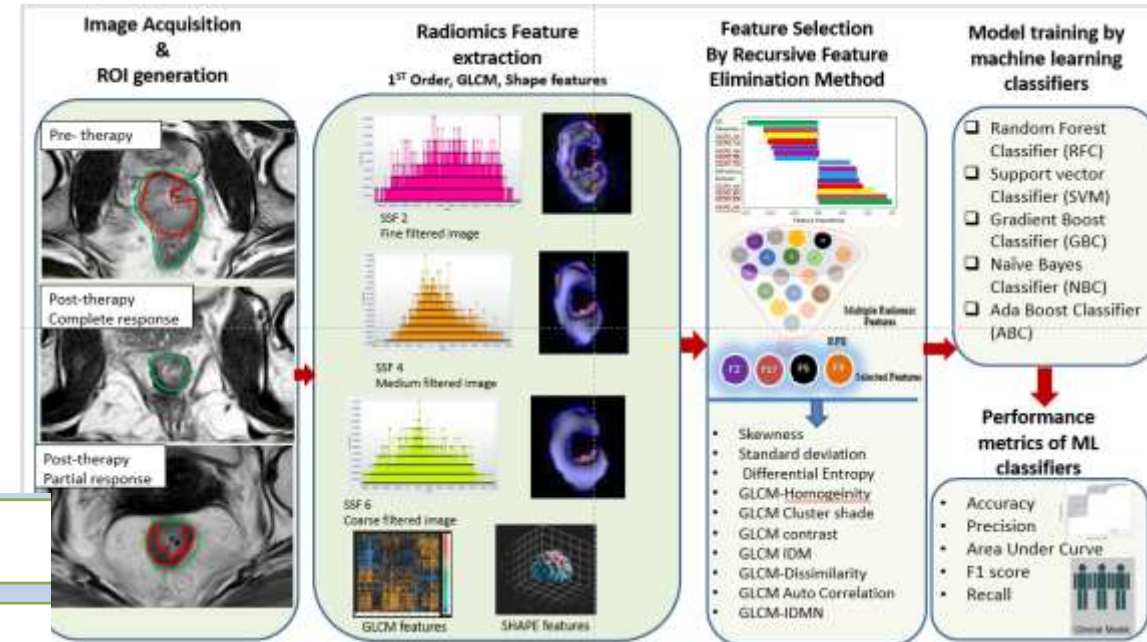 Image Acquisition
&
ROI generation
Pre- therapy
Post-therapy
Complete response
Post-therapy
Partial response
Radiomics Feature
extraction
1ST Order, GLCM, Shape features
SSF 2
Fine filtered image
SSF 4
Medium filtered image
SSF 6
Coarse filtered image
GLCM features
SHAPE features
Feature Selection
By Recursive Feature
Elimination Method
Multiple Radiomic
Features
RFE
F2
F17
F5
F9
Selected Features
• Skewness
• Standard deviation
• Differential Entropy
• GLCM-Homogeinity
• GLCM Cluster shade
• GLCM contrast
• GLCM IDM
• GLCM-Dissimilarity
• GLCM Auto Correlation
• GLCM-IDMN
Model training by
machine learning
classifiers
❑ Random Forest
Classifier (RFC)
❑ Support vector
Classifier (SVM)
❑ Gradient Boost
Classifier (GBC)
❑ Naïve Bayes
Classifier (NBC)
❑ Ada Boost Classifier
(ABC)
Performance
metrics of ML
classifiers
• Accuracy
• Precision
• Area Under Curve
• F1 score
• Recall
Clinical Model